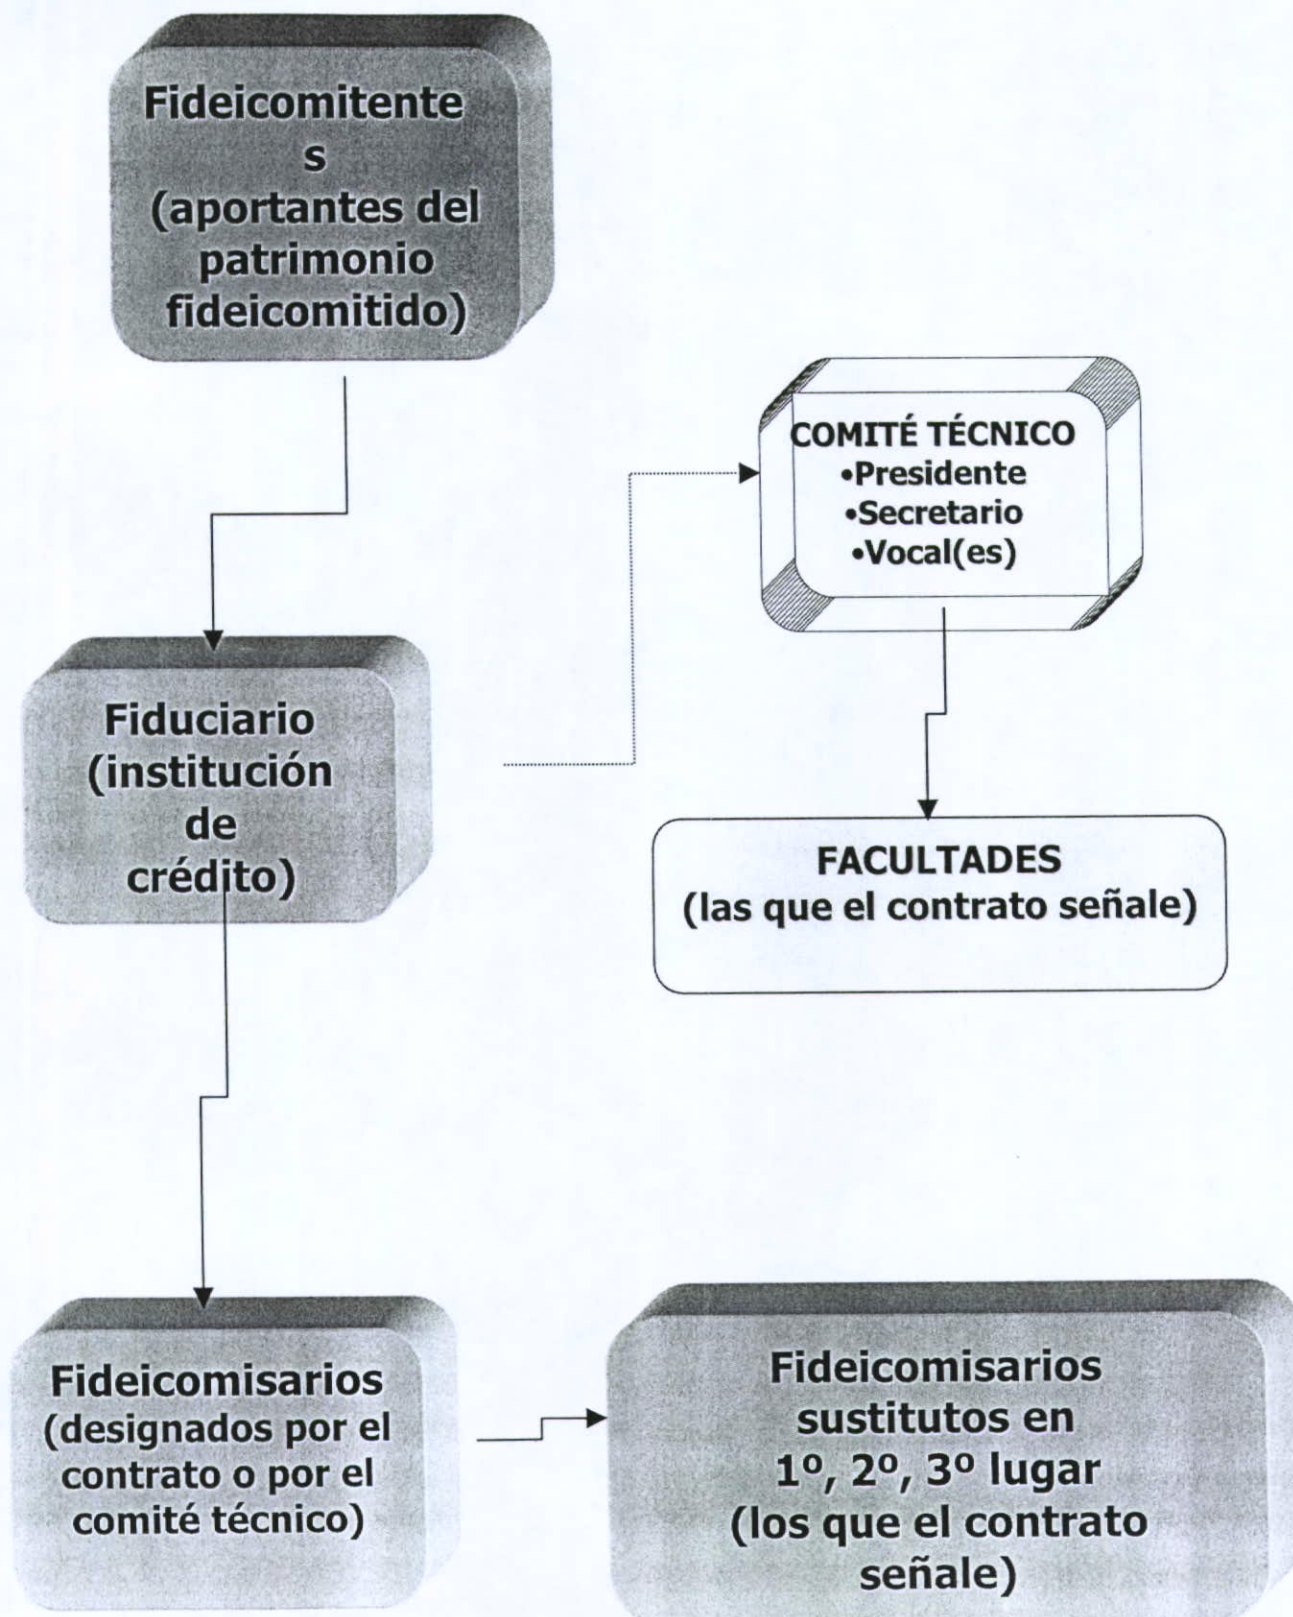 Fideicomitente
s
(aportantes del
patrimonio
fideicomitido)
COMITÉ TÉCNICO
•Presidente
•Secretario
•Vocal(es)
Fiduciario
(institución
de
crédito)
FACULTADES
(las que el contrato señale)
Fideicomisarios
(designados por el
contrato o por el
comité técnico)
Fideicomisarios
sustitutos en
1º, 2º, 3º lugar
(los que el contrato
señale)